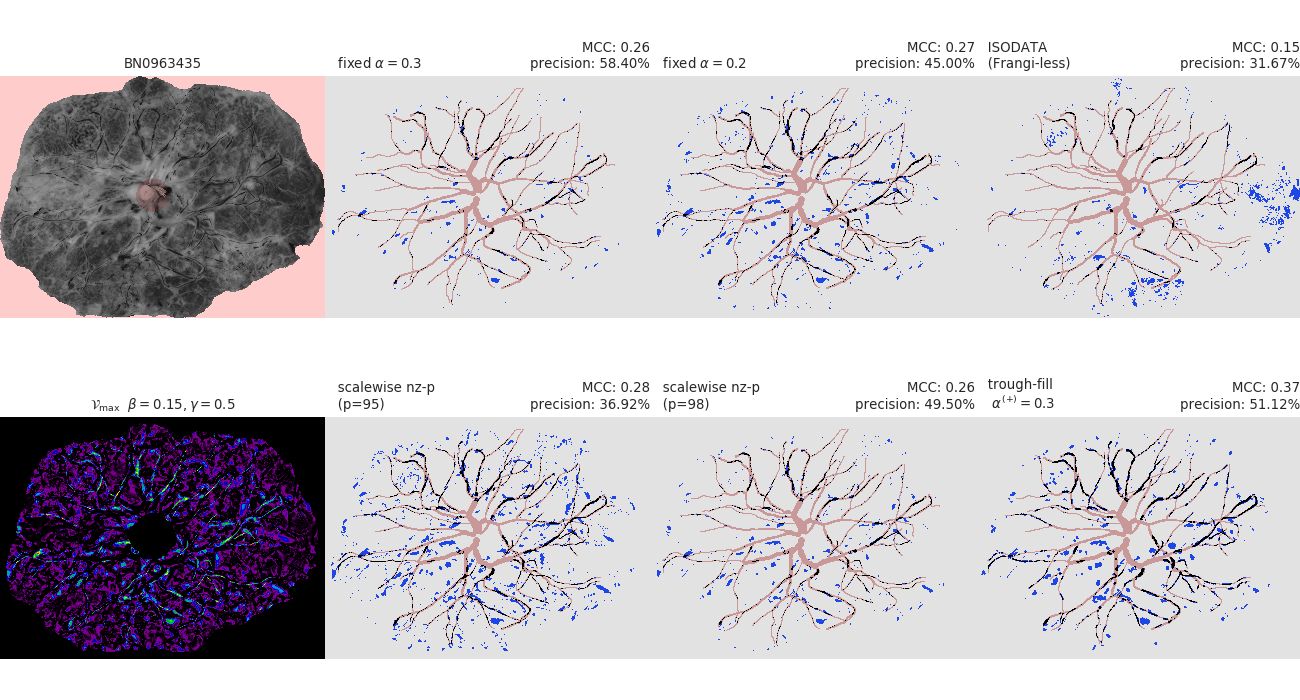 BN0963435
fixed α = 0.3
MCC: 0.26
precision: 58.40%
fixed α = 0.2
MCC: 0.27
precision: 45.00%
ISODATA
(Frangi-less)
MCC: 0.15
precision: 31.67%
𝒱max β = 0.15, γ = 0.5
scalewise nz-p
(p=95)
MCC: 0.28
precision: 36.92%
scalewise nz-p
(p=98)
MCC: 0.26
precision: 49.50%
trough-fill
α(+) = 0.3
MCC: 0.37
precision: 51.12%